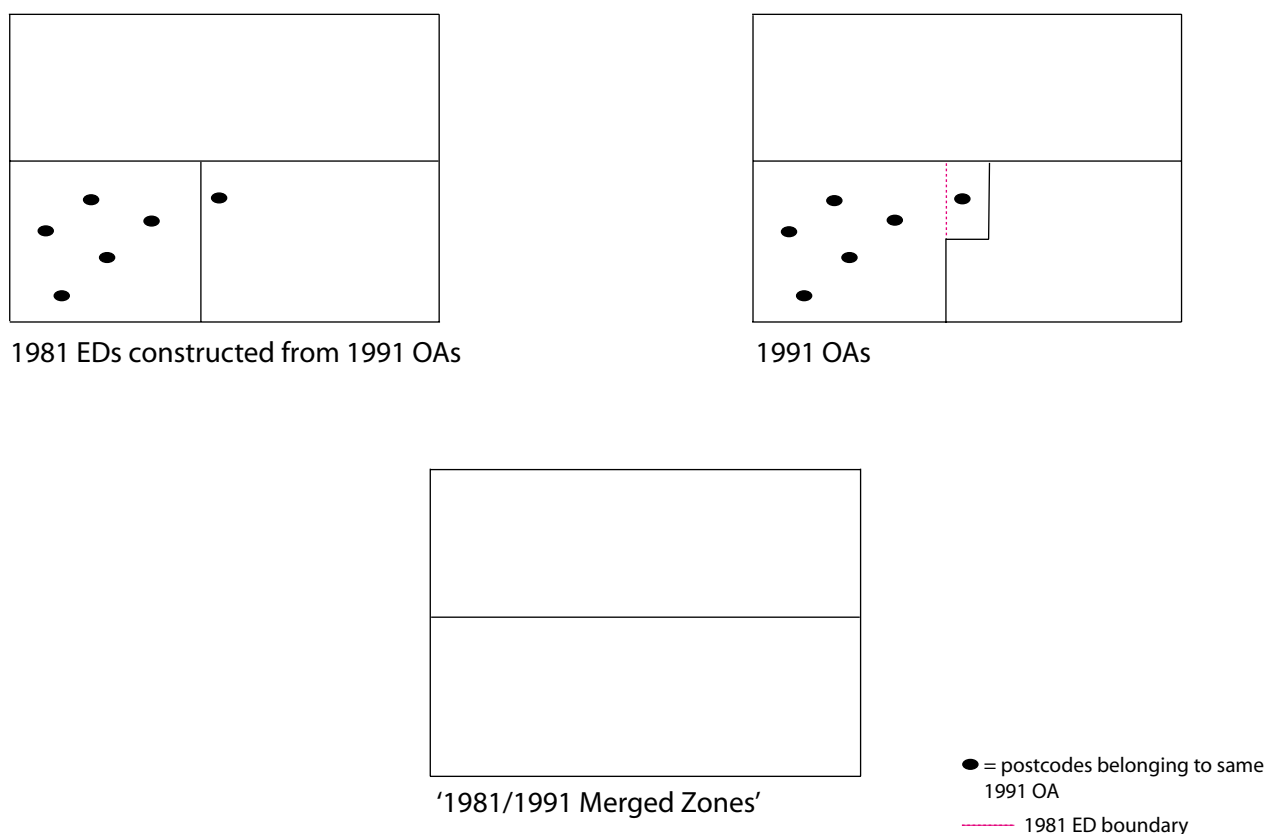 1981 EDs constructed from 1991 OAs
1991 OAs
'1981/1991 Merged Zones'
= postcodes belonging to same
1991 OA
1981 ED boundary